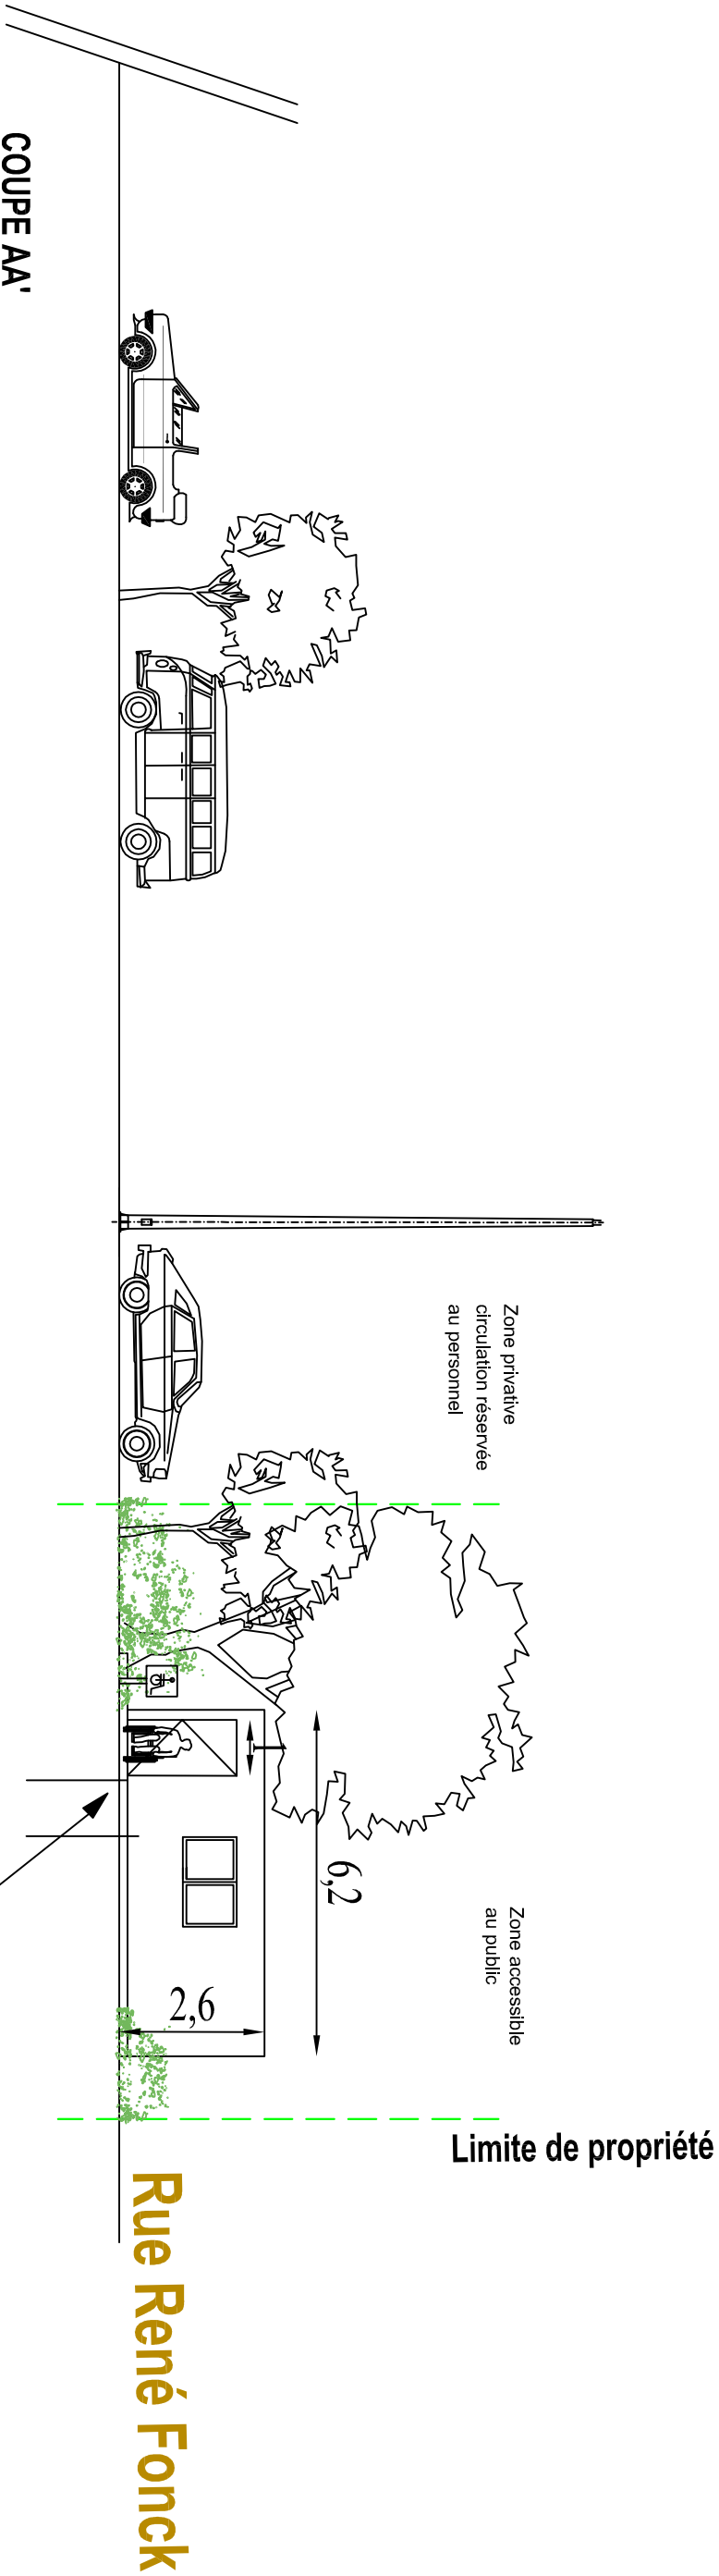 Zone privative
circulation réservée
au personnel
Zone accessible
au public
Limite de propriété
6,2
2,6
Rue René Fonck
COUPE AA'